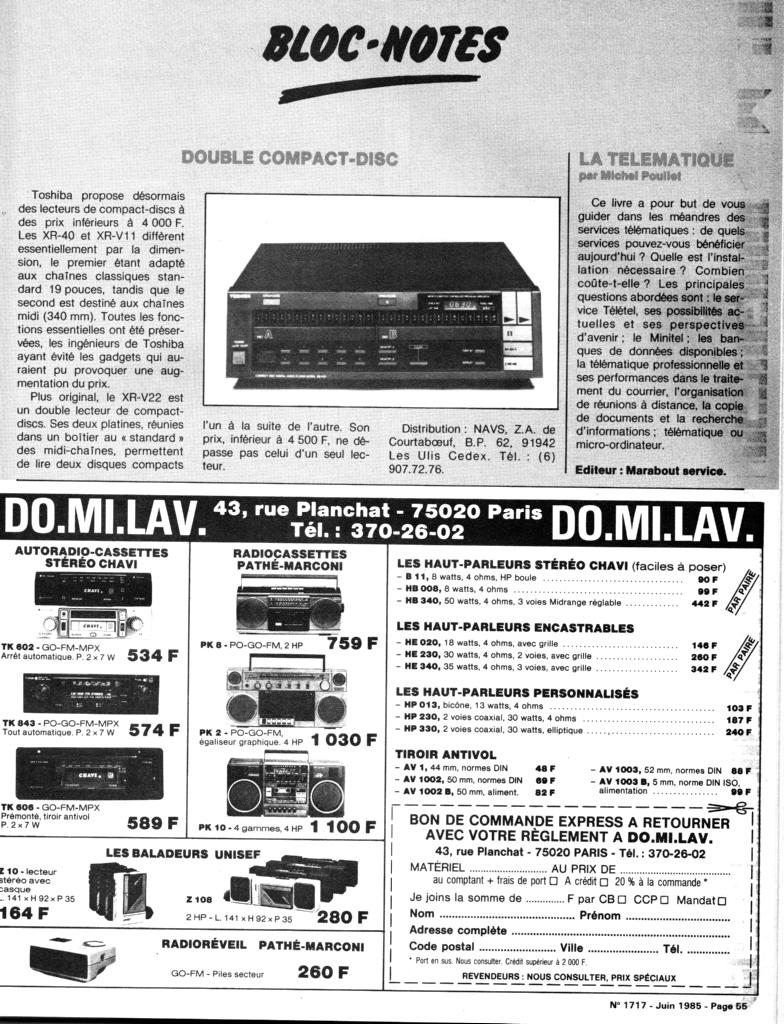 BLOC-NOTES
DOUBLE COMPACT-DISC
Toshiba propose désormais
des lecteurs de compact-discs à
des prix inférieurs à 4 000 F.
Les XR-40 et XR-V11 diffèrent
essentiellement par la dimen-
sion, le premier étant adapté
aux chaînes classiques stan-
dard 19 pouces, tandis que le
second est destiné aux chaînes
midi (340 mm). Toutes les fonc-
tions essentielles ont été préser-
vées, les ingénieurs de Toshiba
ayant évité les gadgets qui au-
raient pu provoquer une aug-
mentation du prix.
Plus original, le XR-V22 est
un double lecteur de compact-
discs. Ses deux platines, réunies
dans un boîtier au « standard »
des midi-chaines, permettent
de lire deux disques compacts
TOSHIBA
A
B
l'un à la suite de l'autre. Son
prix, inférieur à 4 500 F, ne dé-
passe pas celui d'un seul lec-
teur.
Distribution : NAVS, Z.A. de
Courtabœuf, B.P. 62, 91942
Les Ulis Cedex. Tél. : (6)
907.72.76.
LA TELEMATIQUE
par Michel Pouliet
Ce livre a pour but de vous
guider dans les méandres des
services télématiques : de quels
services pouvez-vous bénéficier
aujourd'hui ? Quelle est l'instal-
lation nécessaire ? Combien
coûte-t-elle ? Les principales
questions abordées sont : le ser-
vice Télétel, ses possibilités ac-
tuelles et ses perspectives
d'avenir ; le Minitel ; les ban-
ques de données disponibles ;
la télématique professionnelle et
ses performances dans le traite-
ment du courrier, l'organisation
de réunions à distance, la copie
de documents et la recherche
d'informations ; télématique ou
micro-ordinateur.
Editeur : Marabout service.
DO.MI.LAV.
43, rue Planchat - 75020 Paris
Tél. : 370-26-02
DO.MI.LAV.
AUTORADIO-CASSETTES
STÉRÉO CHAVI
CHAVI
CHAVI
TK 602 - GO-FM-MPX
Arrêt automatique. P. 2 x 7 W
534 F
TK 843 - PO-GO-FM-MPX
Tout automatique. P. 2 x 7 W
574 F
CHAVI
TK 606 - GO-FM-MPX
Prémonté, tiroir antivol
P. 2 x 7 W
589 F
RADIOCASSETTES
PATHÉ-MARCONI
PK 8 - PO-GO-FM, 2 HP
759 F
PK 2 - PO-GO-FM,
égaliseur graphique. 4 HP
1 030 F
PK 10 - 4 gammes, 4 HP
1 100 F
LES BALADEURS UNISEF
Z 10 - lecteur
stéréo avec
casque
L. 141 x H 92 x P 35
164 F
Z 108
2 HP - L. 141 x H 92 x P 35
280 F
RADIORÉVEIL PATHÉ-MARCONI
GO-FM - Piles secteur
260 F
LES HAUT-PARLEURS STÉRÉO CHAVI (faciles à poser)
- B 11, 8 watts, 4 ohms, HP boule ........ 90 F
- HB 008, 8 watts, 4 ohms ........ 99 F
- HB 340, 50 watts, 4 ohms, 3 voies Midrange réglable ........ 442 F
PAR PAIRE
LES HAUT-PARLEURS ENCASTRABLES
- HE 020, 18 watts, 4 ohms, avec grille ........ 146 F
- HE 230, 30 watts, 4 ohms, 2 voies, avec grille ........ 260 F
- HE 340, 35 watts, 4 ohms, 3 voies, avec grille ........ 342 F
PAR PAIRE
LES HAUT-PARLEURS PERSONNALISÉS
- HP 013, bicône, 13 watts, 4 ohms ........ 103 F
- HP 230, 2 voies coaxial, 30 watts, 4 ohms ........ 187 F
- HP 330, 2 voies coaxial, 30 watts, elliptique ........ 240 F
TIROIR ANTIVOL
- AV 1, 44 mm, normes DIN 48 F
- AV 1002, 50 mm, normes DIN 69 F
- AV 1002 B, 50 mm, aliment. 82 F
- AV 1003, 52 mm, normes DIN 88 F
- AV 1003 B, 5 mm, norme DIN ISO,
alimentation ........ 99 F
BON DE COMMANDE EXPRESS A RETOURNER
AVEC VOTRE RÈGLEMENT A DO.MI.LAV.
43, rue Planchat - 75020 PARIS - Tél. : 370-26-02
MATÉRIEL ........ AU PRIX DE ........
au comptant + frais de port □ A crédit □ 20 % à la commande *
Je joins la somme de ........ F par CB □ CCP □ Mandat □
Nom ........ Prénom ........
Adresse complète ........
Code postal ........ Ville ........ Tél. ........
* Port en sus. Nous consulter. Crédit supérieur à 2 000 F.
REVENDEURS : NOUS CONSULTER, PRIX SPÉCIAUX
N° 1717 - Juin 1985 - Page 55